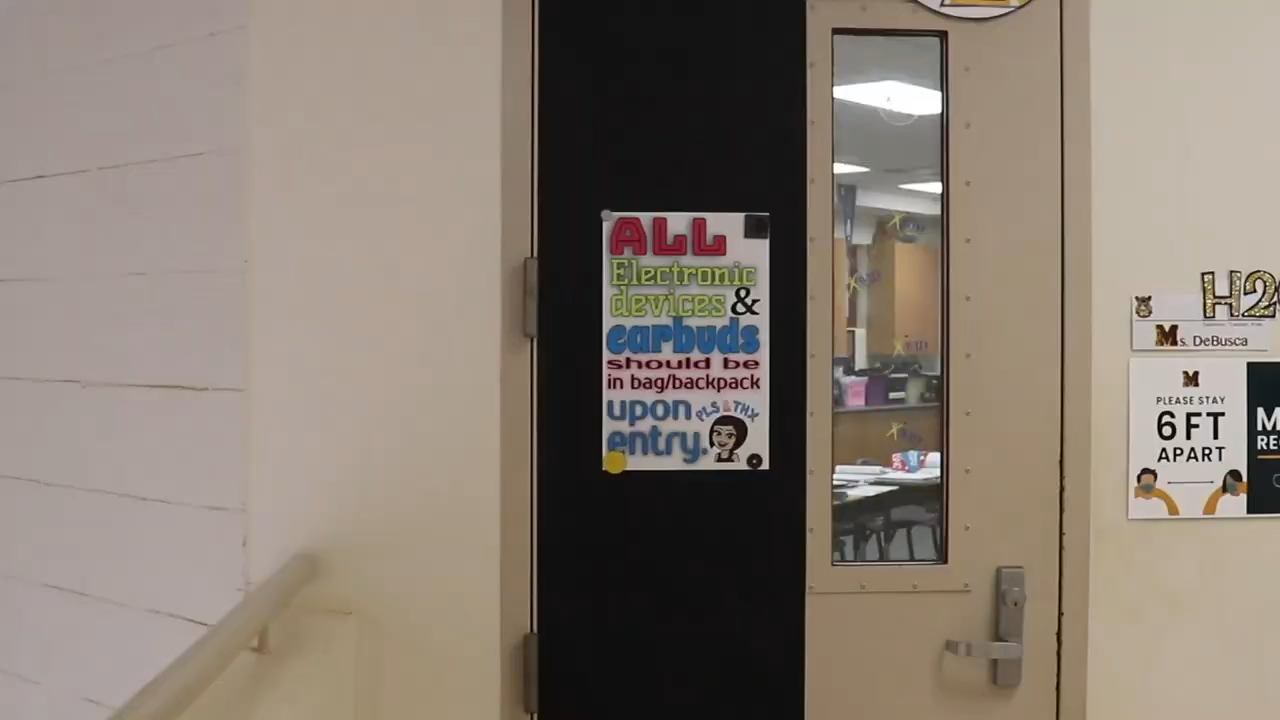 ALL
Electronic
devices &
earbuds
should be
in bag/backpack
upon PLS & THX
entry.
H2
Ms. DeBusca
M
PLEASE STAY
6 FT
APART
M
RE